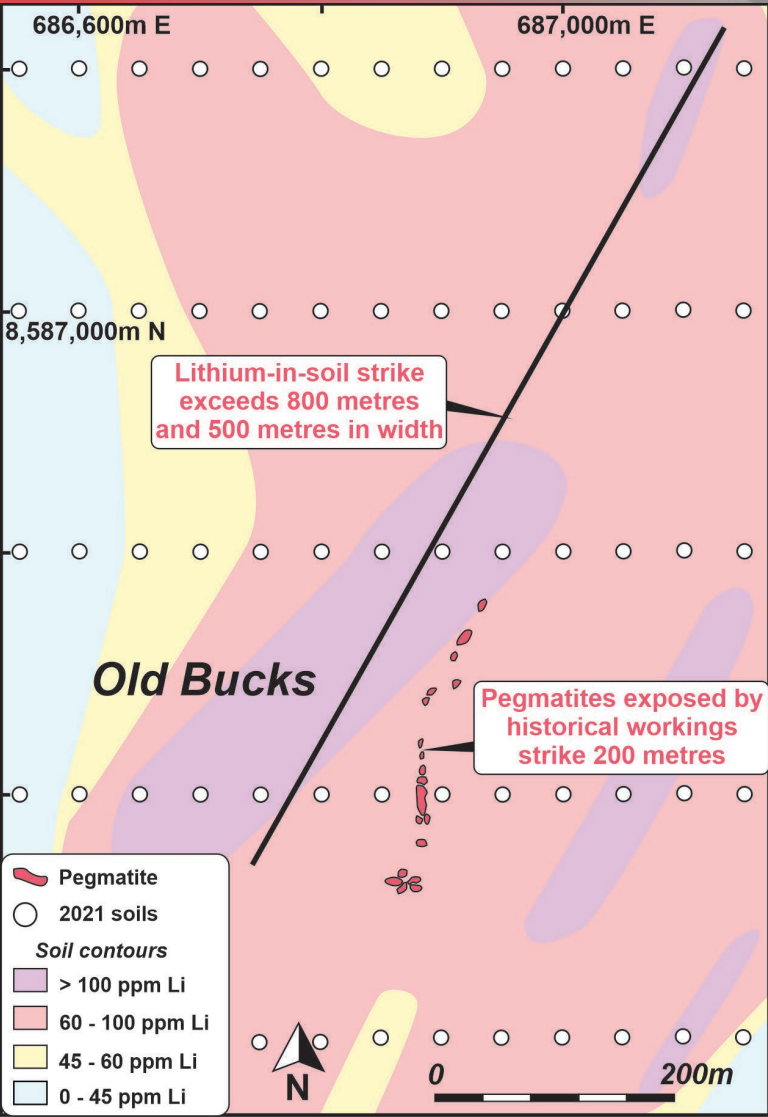 686,600m E
687,000m E
8,587,000m N
Lithium-in-soil strike
exceeds 800 metres
and 500 metres in width
Old Bucks
Pegmatites exposed by
historical workings
strike 200 metres
Pegmatite
2021 soils
Soil contours
> 100 ppm Li
60 - 100 ppm Li
45 - 60 ppm Li
0 - 45 ppm Li
N
0
200m